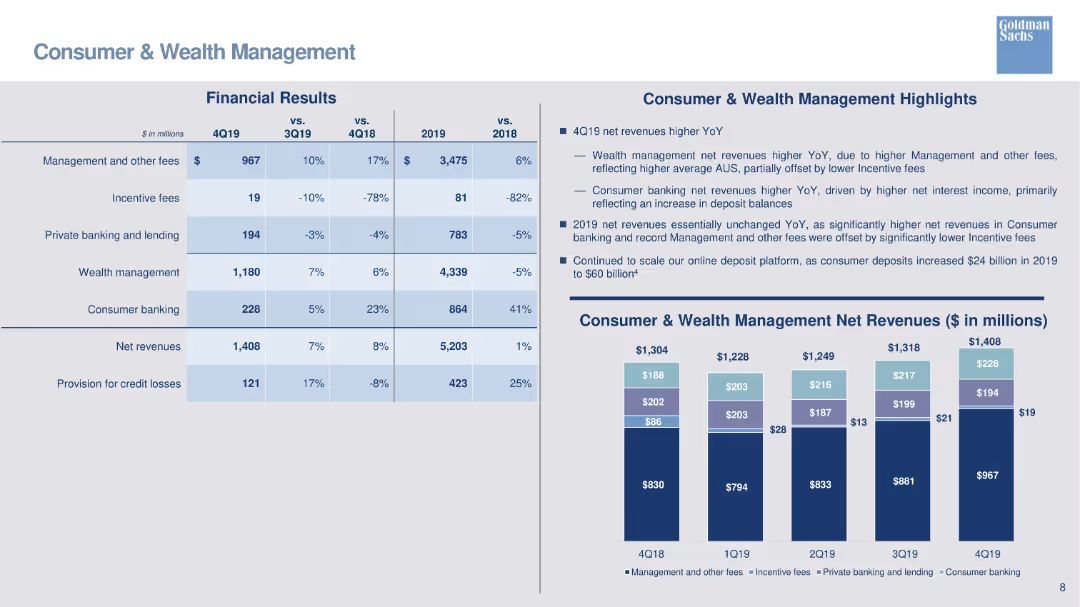 Consumer & Wealth Management
Goldman
Sachs
Financial Results
$ in millions 4Q19 vs. 3Q19 vs. 4Q18 2019 vs. 2018
Management and other fees $ 967 10% 17% $ 3,475 6%
Incentive fees 19 -10% -78% 81 -82%
Private banking and lending 194 -3% -4% 783 -5%
Wealth management 1,180 7% 6% 4,339 -5%
Consumer banking 228 5% 23% 864 41%
Net revenues 1,408 7% 8% 5,203 1%
Provision for credit losses 121 17% -8% 423 25%
Consumer & Wealth Management Highlights
■ 4Q19 net revenues higher YoY
— Wealth management net revenues higher YoY, due to higher Management and other fees,
reflecting higher average AUS, partially offset by lower Incentive fees
— Consumer banking net revenues higher YoY, driven by higher net interest income, primarily
reflecting an increase in deposit balances
■ 2019 net revenues essentially unchanged YoY, as significantly higher net revenues in Consumer
banking and record Management and other fees were offset by significantly lower Incentive fees
■ Continued to scale our online deposit platform, as consumer deposits increased $24 billion in 2019
to $60 billion⁴
Consumer & Wealth Management Net Revenues ($ in millions)
$1,304 $1,228 $1,249 $1,318 $1,408
$186 $203 $216 $217 $228
$202 $203 $187 $199 $194
$86 $28 $13 $21 $19
$830 $794 $833 $881 $967
4Q18 1Q19 2Q19 3Q19 4Q19
Management and other fees Incentive fees Private banking and lending Consumer banking
8